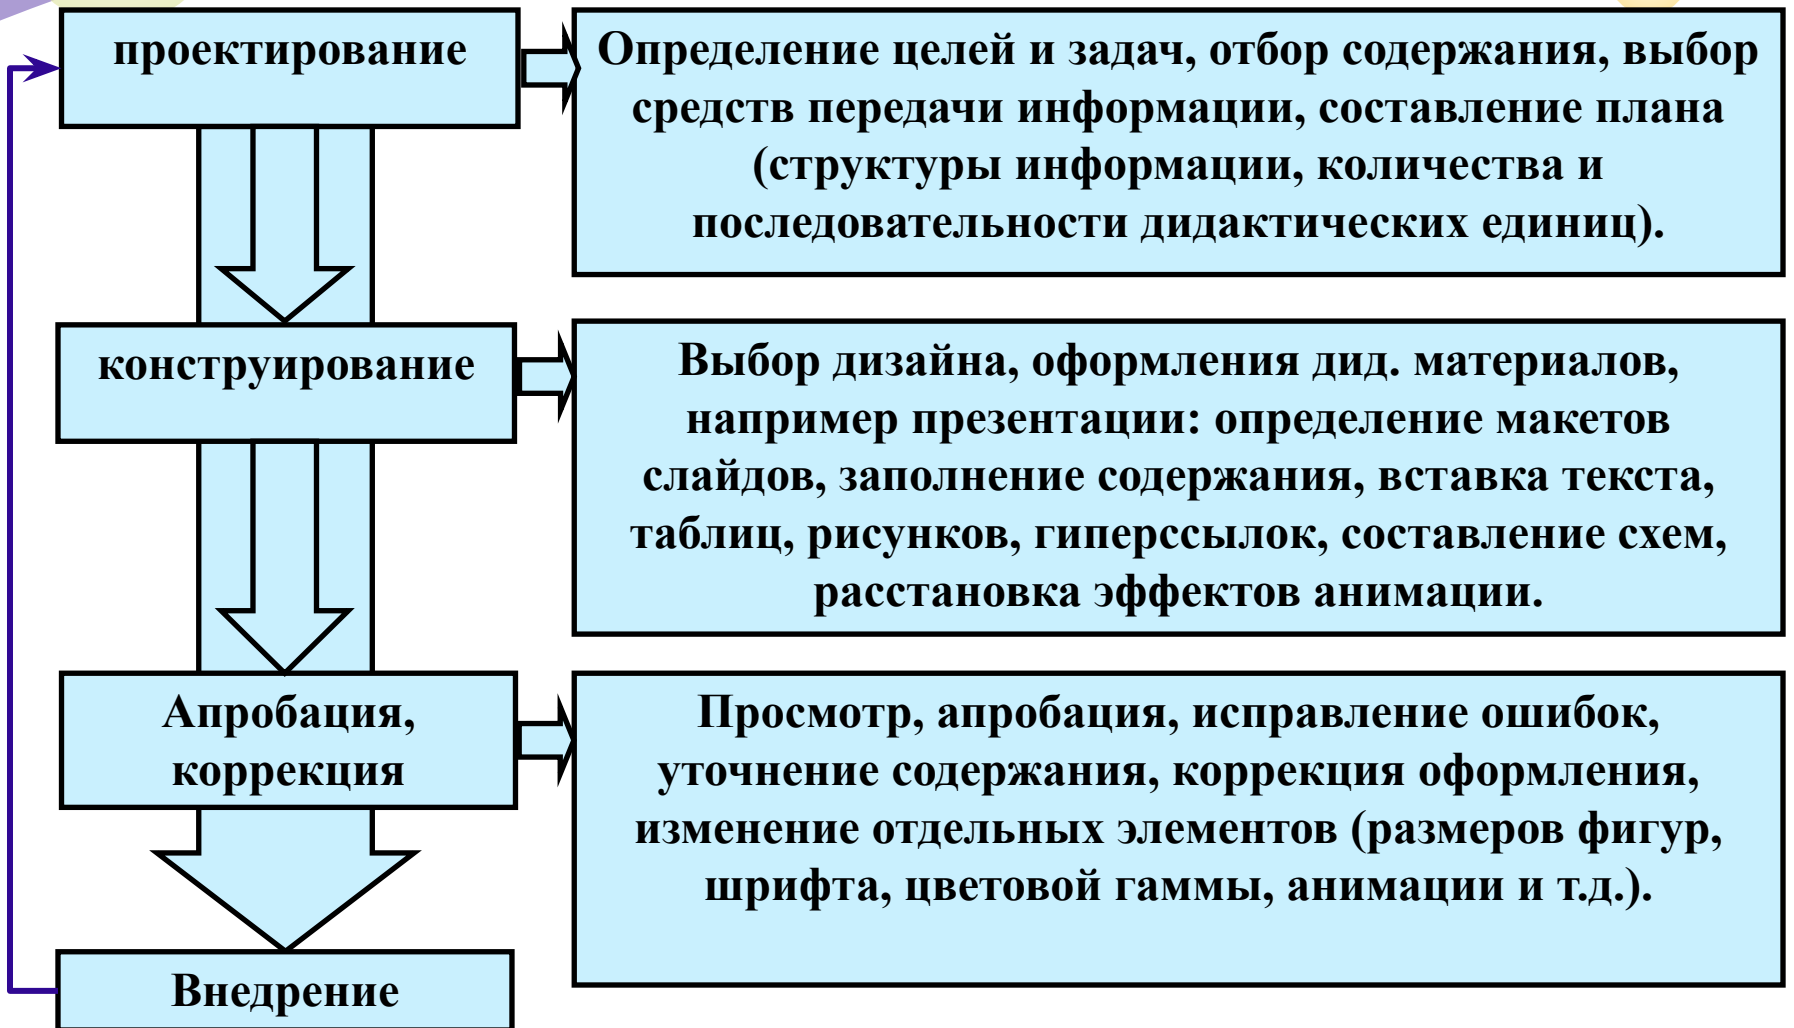 проектирование
Определение целей и задач, отбор содержания, выбор
средств передачи информации, составление плана
(структуры информации, количества и
последовательности дидактических единиц).
конструирование
Выбор дизайна, оформления дид. материалов,
например презентации: определение макетов
слайдов, заполнение содержания, вставка текста,
таблиц, рисунков, гиперссылок, составление схем,
расстановка эффектов анимации.
Апробация,
коррекция
Просмотр, апробация, исправление ошибок,
уточнение содержания, коррекция оформления,
изменение отдельных элементов (размеров фигур,
шрифта, цветовой гаммы, анимации и т.д.).
Внедрение